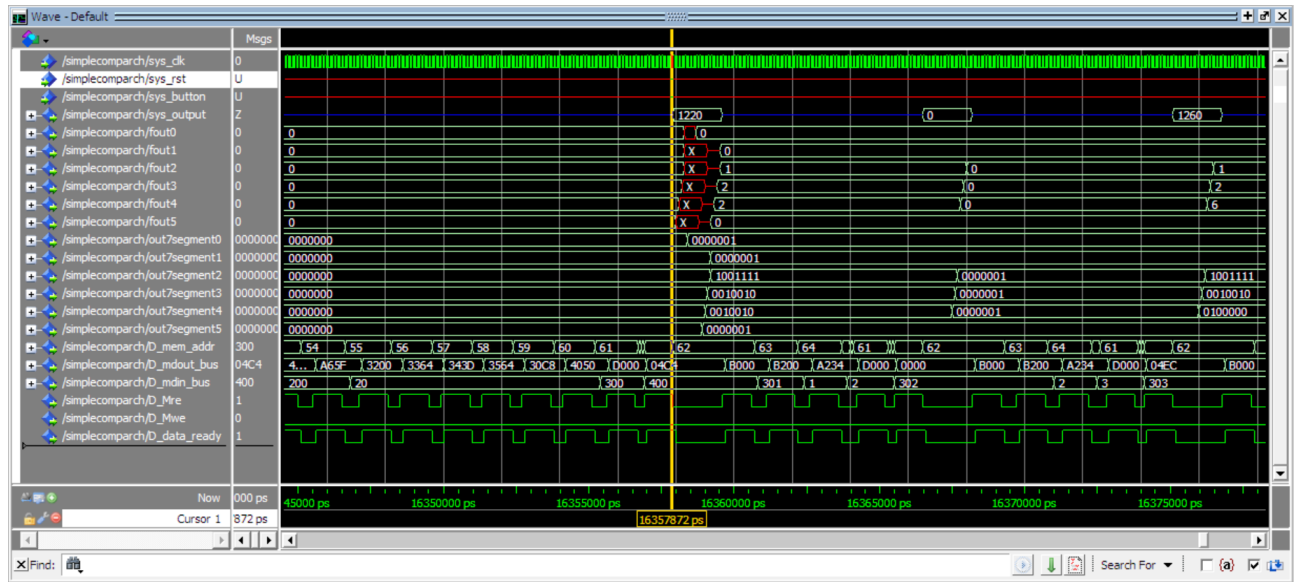 Wave - Default
Msgs
/simplecomparch/sys_clk 0
/simplecomparch/sys_rst U
/simplecomparch/sys_button U
/simplecomparch/sys_output Z 1220 0 1260
/simplecomparch/fout0 0 0 0
/simplecomparch/fout1 0 0 X 0
/simplecomparch/fout2 0 0 X 1 0 1
/simplecomparch/fout3 0 0 X 2 0 2
/simplecomparch/fout4 0 0 X 2 0 6
/simplecomparch/fout5 0 0 X 0
/simplecomparch/out7segment0 0000000 0000000 0000001
/simplecomparch/out7segment1 0000000 0000000 0000001
/simplecomparch/out7segment2 0000000 0000000 1001111 0000001 1001111
/simplecomparch/out7segment3 0000000 0000000 0010010 0000001 0010010
/simplecomparch/out7segment4 0000000 0000000 0010010 0000001 0100000
/simplecomparch/out7segment5 0000000 0000000 0000001
/simplecomparch/D_mem_addr 300 54 55 56 57 58 59 60 61 62 63 64 61 62 63 64 61 62
/simplecomparch/D_mdout_bus 04C4 4... A65F 3200 3364 343D 3564 30C8 4050 D000 04C4 B000 B200 A234 D000 0000 B000 B200 A234 D000 04EC B000
/simplecomparch/D_mdin_bus 400 200 20 300 400 301 1 2 302 2 3 303
/simplecomparch/D_Mre 1
/simplecomparch/D_Mwe 0
/simplecomparch/D_data_ready 1
Now 000 ps 45000 ps 16350000 ps 16355000 ps 16360000 ps 16365000 ps 16370000 ps 16375000 ps
Cursor 1 '872 ps 16357872 ps
Find: Search For {a}